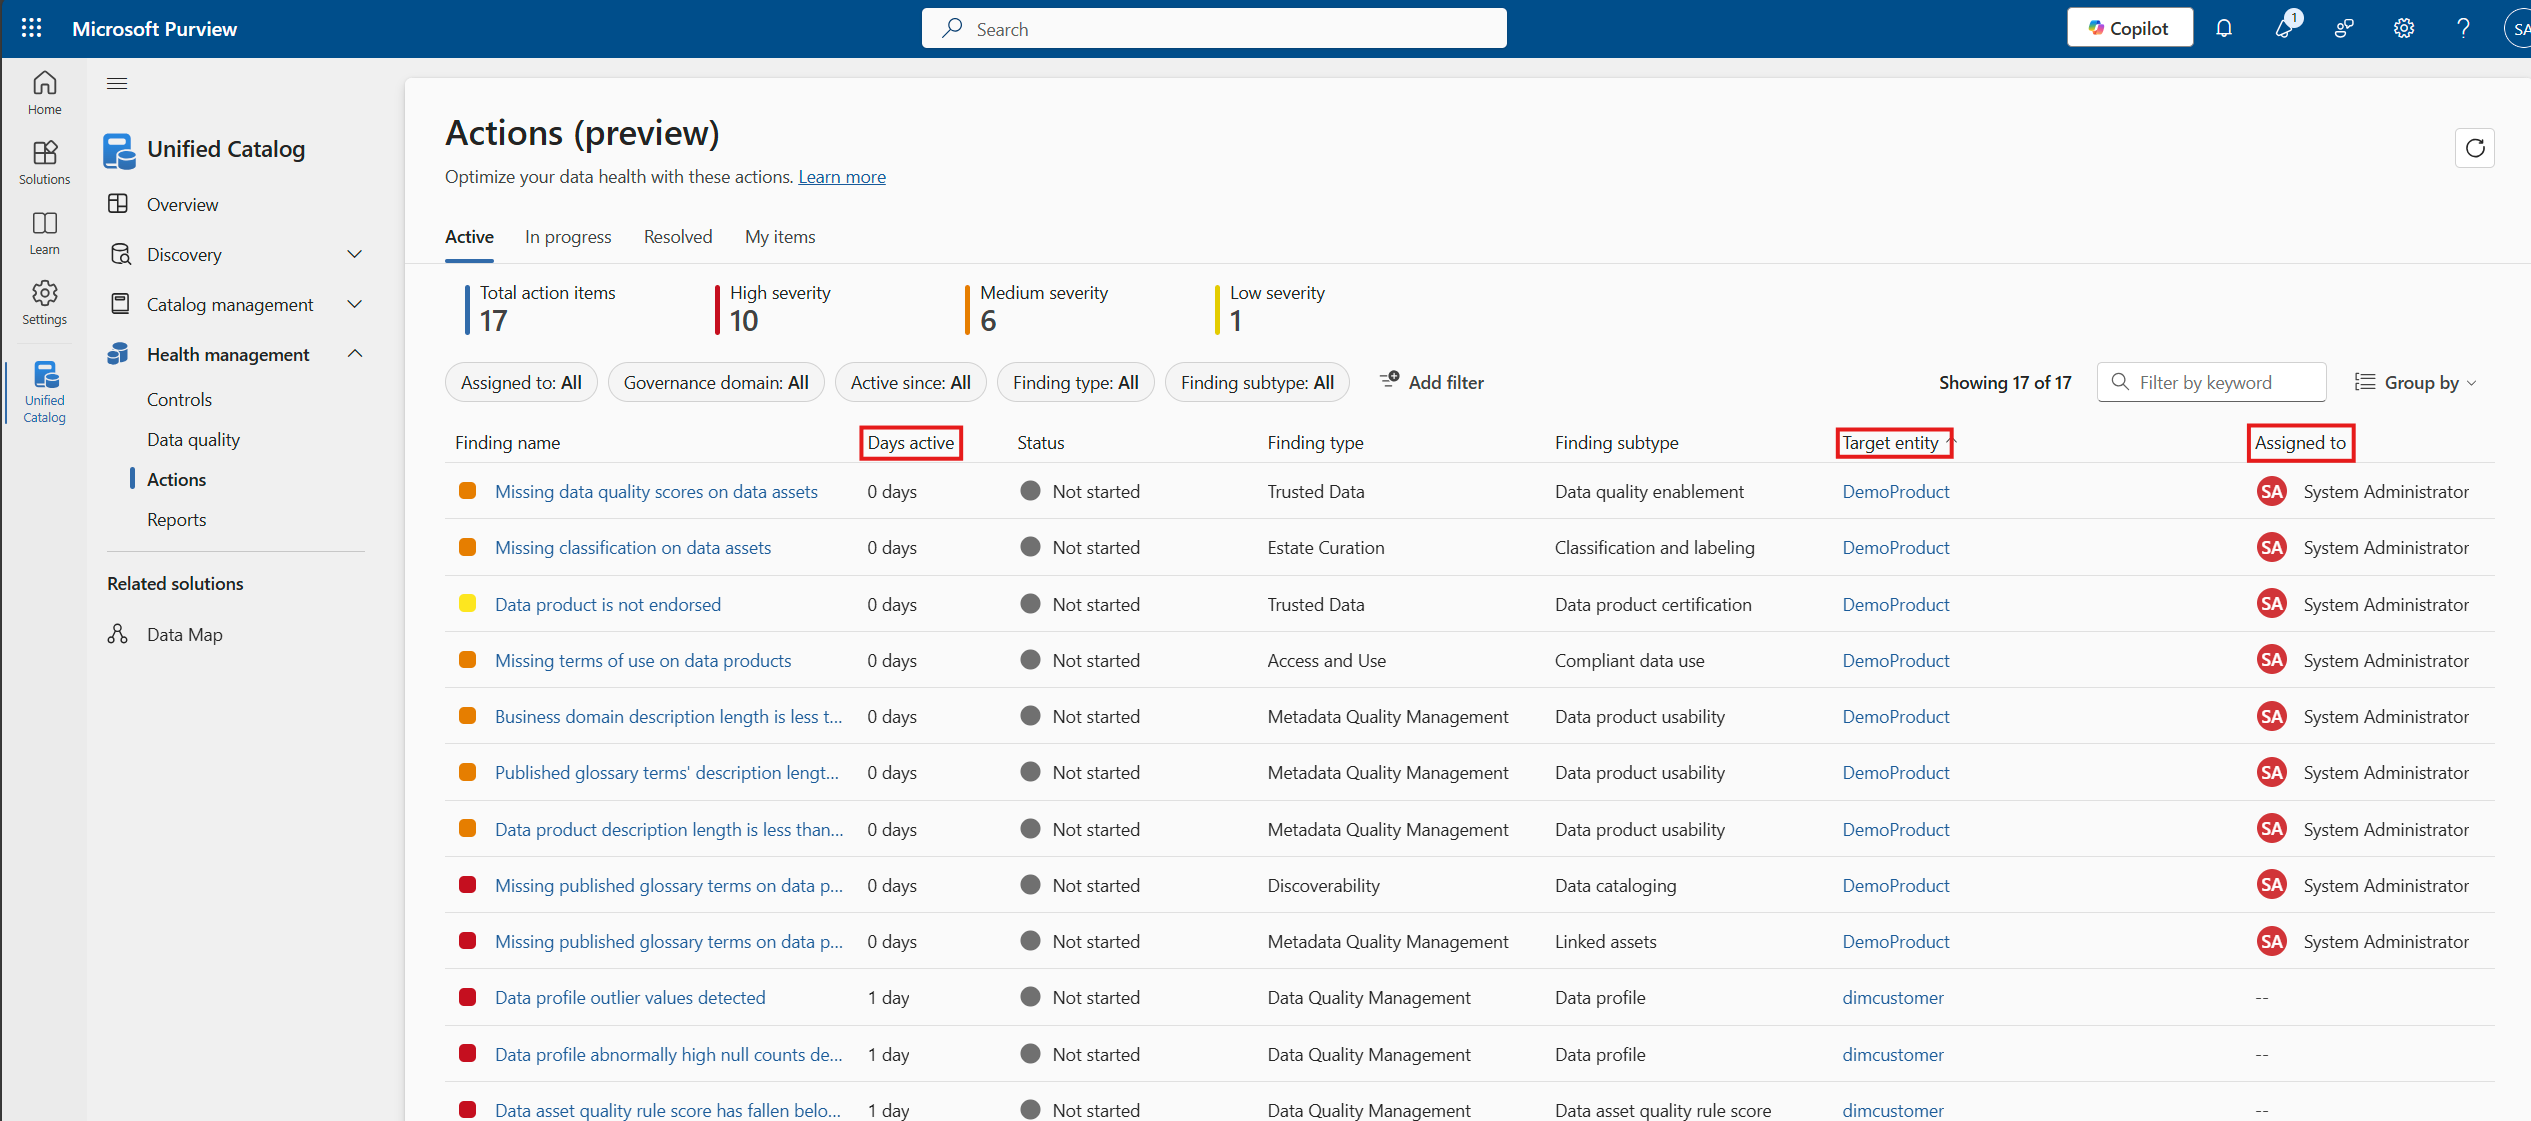 Microsoft Purview
Search
Copilot
1
?
SA
Home
Solutions
Learn
Settings
Unified
Catalog
Unified Catalog
Overview
Discovery
Catalog management
Health management
Controls
Data quality
Actions
Reports
Related solutions
Data Map
Actions (preview)
Optimize your data health with these actions. Learn more
Active In progress Resolved My items
Total action items High severity Medium severity Low severity
17 10 6 1
Assigned to: All Governance domain: All Active since: All Finding type: All Finding subtype: All Add filter Showing 17 of 17 Filter by keyword Group by
Finding name Days active Status Finding type Finding subtype Target entity Assigned to
Missing data quality scores on data assets 0 days Not started Trusted Data Data quality enablement DemoProduct SA System Administrator
Missing classification on data assets 0 days Not started Estate Curation Classification and labeling DemoProduct SA System Administrator
Data product is not endorsed 0 days Not started Trusted Data Data product certification DemoProduct SA System Administrator
Missing terms of use on data products 0 days Not started Access and Use Compliant data use DemoProduct SA System Administrator
Business domain description length is less t... 0 days Not started Metadata Quality Management Data product usability DemoProduct SA System Administrator
Published glossary terms' description lengt... 0 days Not started Metadata Quality Management Data product usability DemoProduct SA System Administrator
Data product description length is less than... 0 days Not started Metadata Quality Management Data product usability DemoProduct SA System Administrator
Missing published glossary terms on data p... 0 days Not started Discoverability Data cataloging DemoProduct SA System Administrator
Missing published glossary terms on data p... 0 days Not started Metadata Quality Management Linked assets DemoProduct SA System Administrator
Data profile outlier values detected 1 day Not started Data Quality Management Data profile dimcustomer --
Data profile abnormally high null counts de... 1 day Not started Data Quality Management Data profile dimcustomer --
Data asset quality rule score has fallen belo... 1 day Not started Data Quality Management Data asset quality rule score dimcustomer --